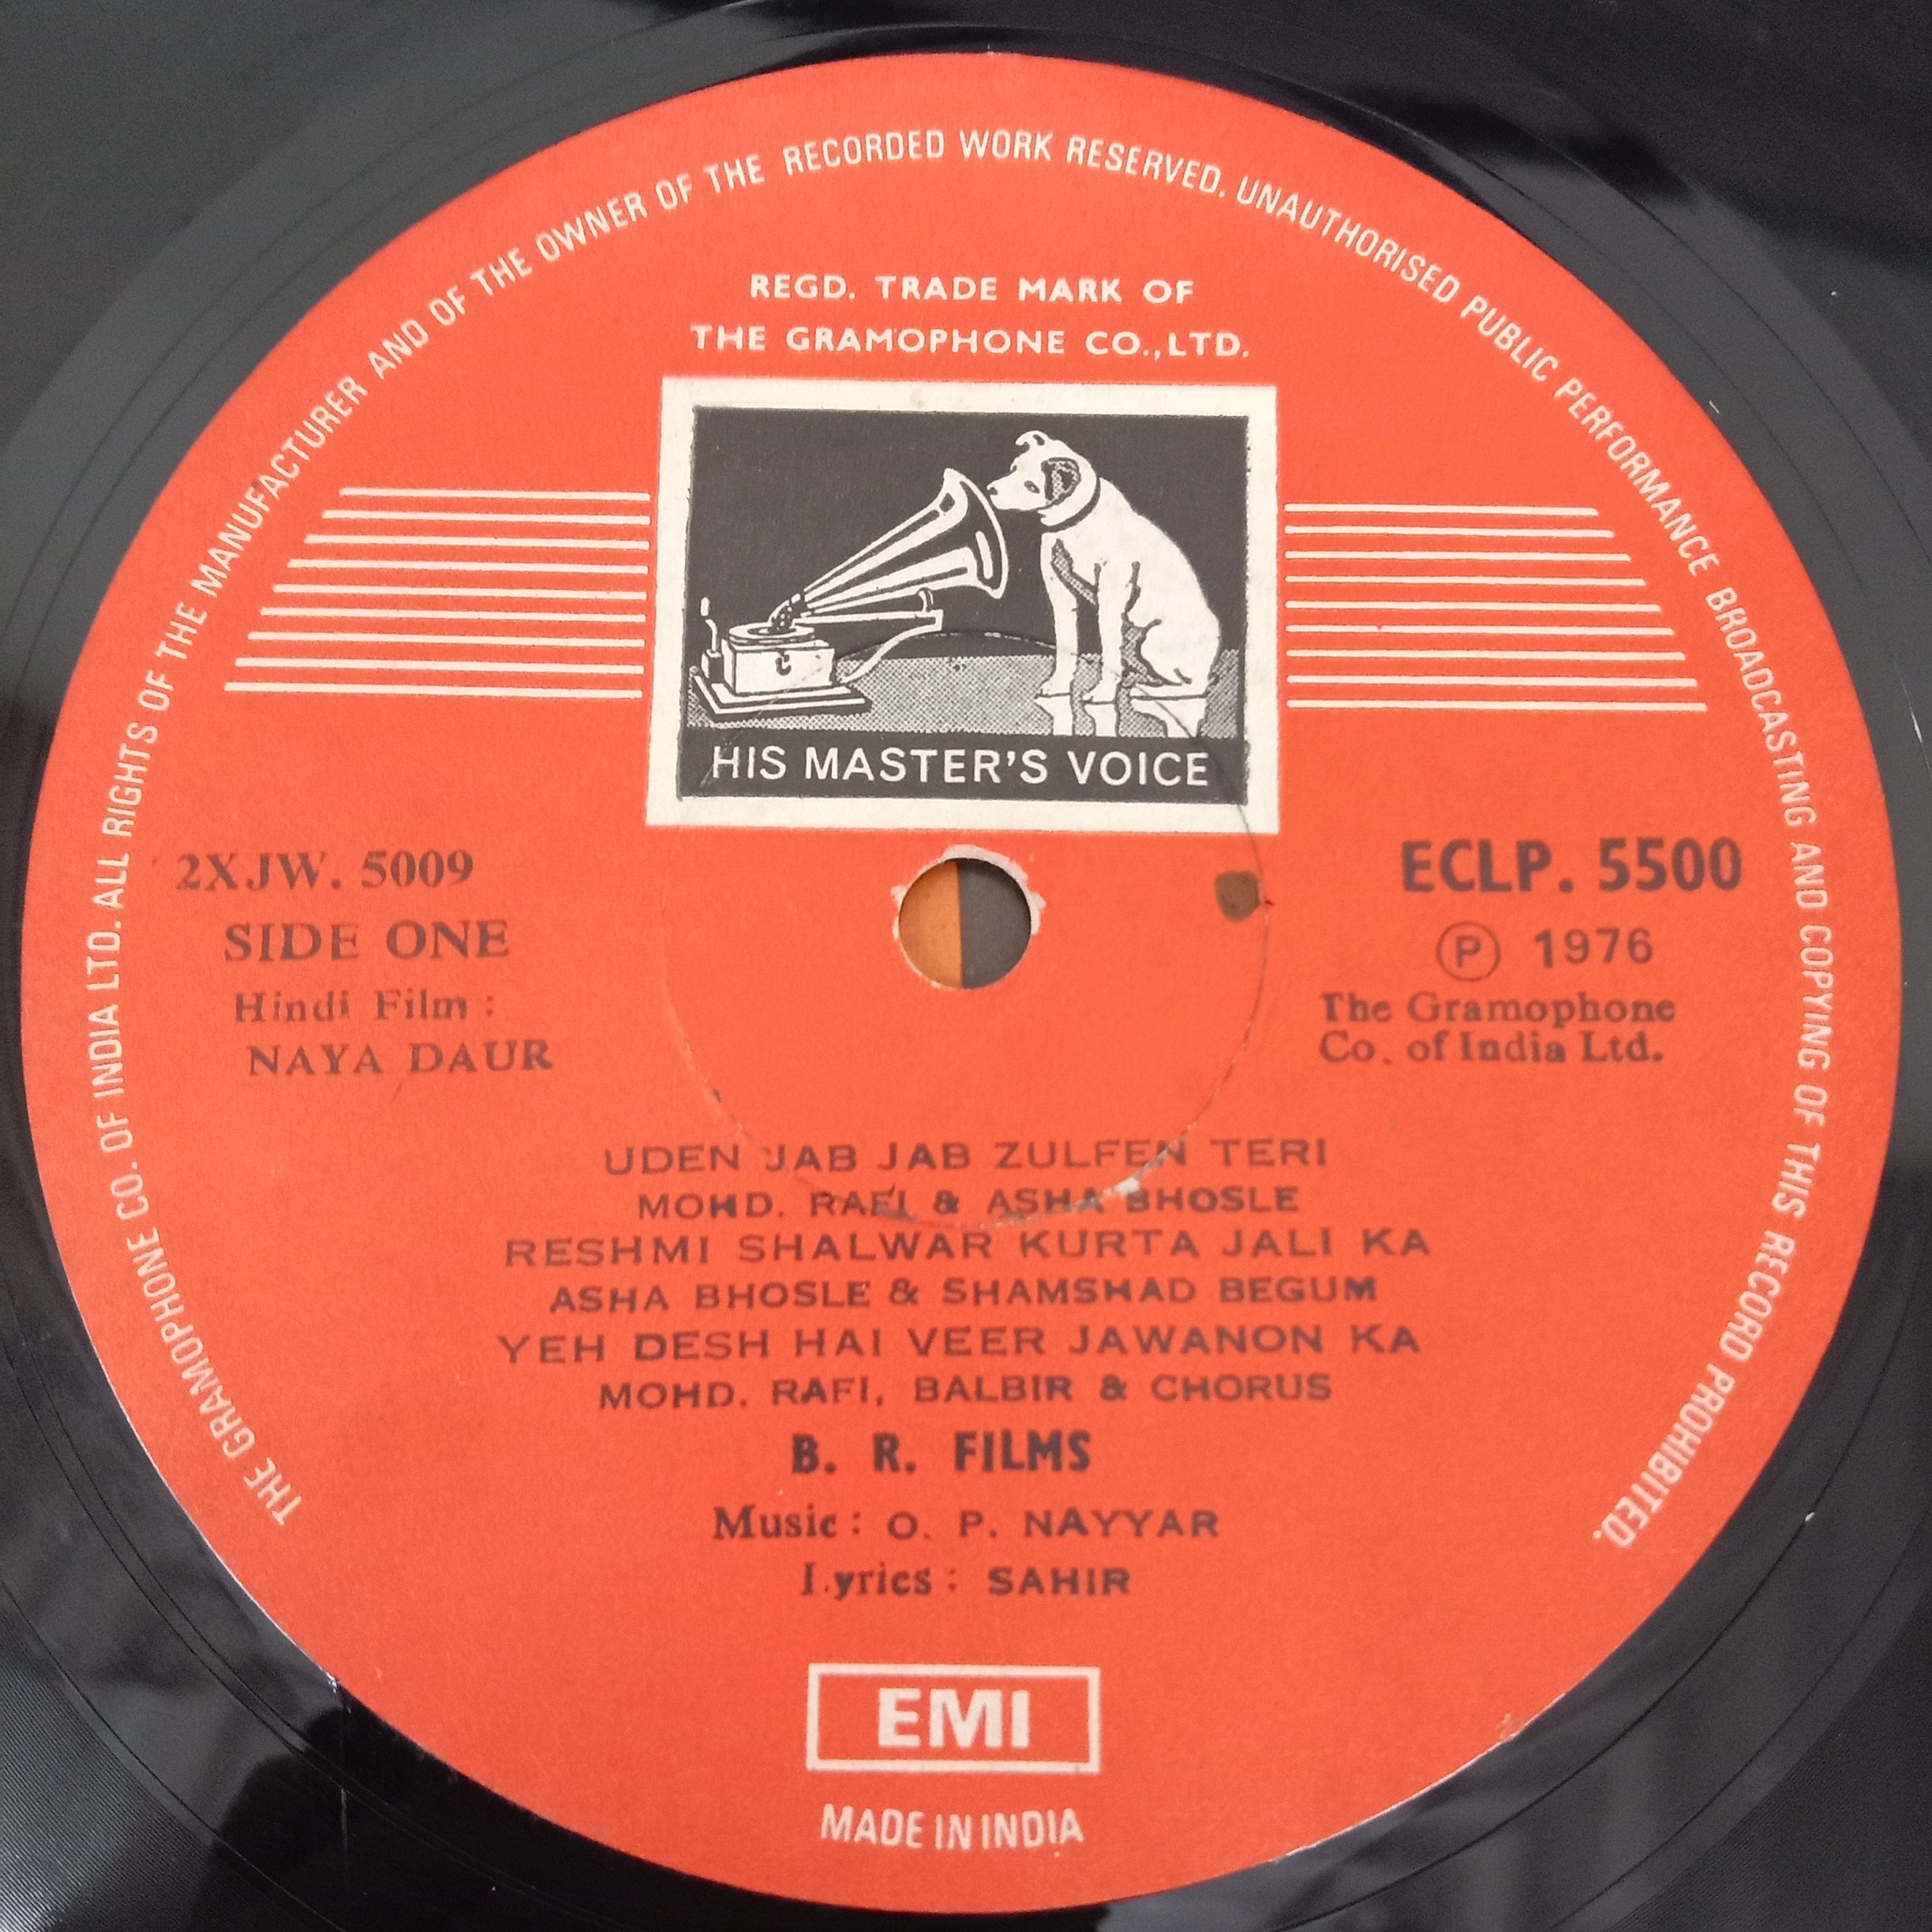 THE GRAMOPHONE CO. OF INDIA LTD. ALL RIGHTS OF THE MANUFACTURER AND OF THE OWNER OF THE RECORDED WORK RESERVED. UNAUTHORISED PUBLIC PERFORMANCE BROADCASTING AND COPYING OF THIS RECORD PROHIBITED.
REGD. TRADE MARK OF
THE GRAMOPHONE CO.,LTD.
HIS MASTER'S VOICE
2XJW. 5009
SIDE ONE
Hindi Film :
NAYA DAUR
ECLP. 5500
Ⓟ 1976
The Gramophone
Co. of India Ltd.
UDEN JAB JAB ZULFEN TERI
MOHD. RAFI & ASHA BHOSLE
RESHMI SHALWAR KURTA JALI KA
ASHA BHOSLE & SHAMSHAD BEGUM
YEH DESH HAI VEER JAWANON KA
MOHD. RAFI, BALBIR & CHORUS
B. R. FILMS
Music : O. P. NAYYAR
Lyrics : SAHIR
EMI
MADE IN INDIA